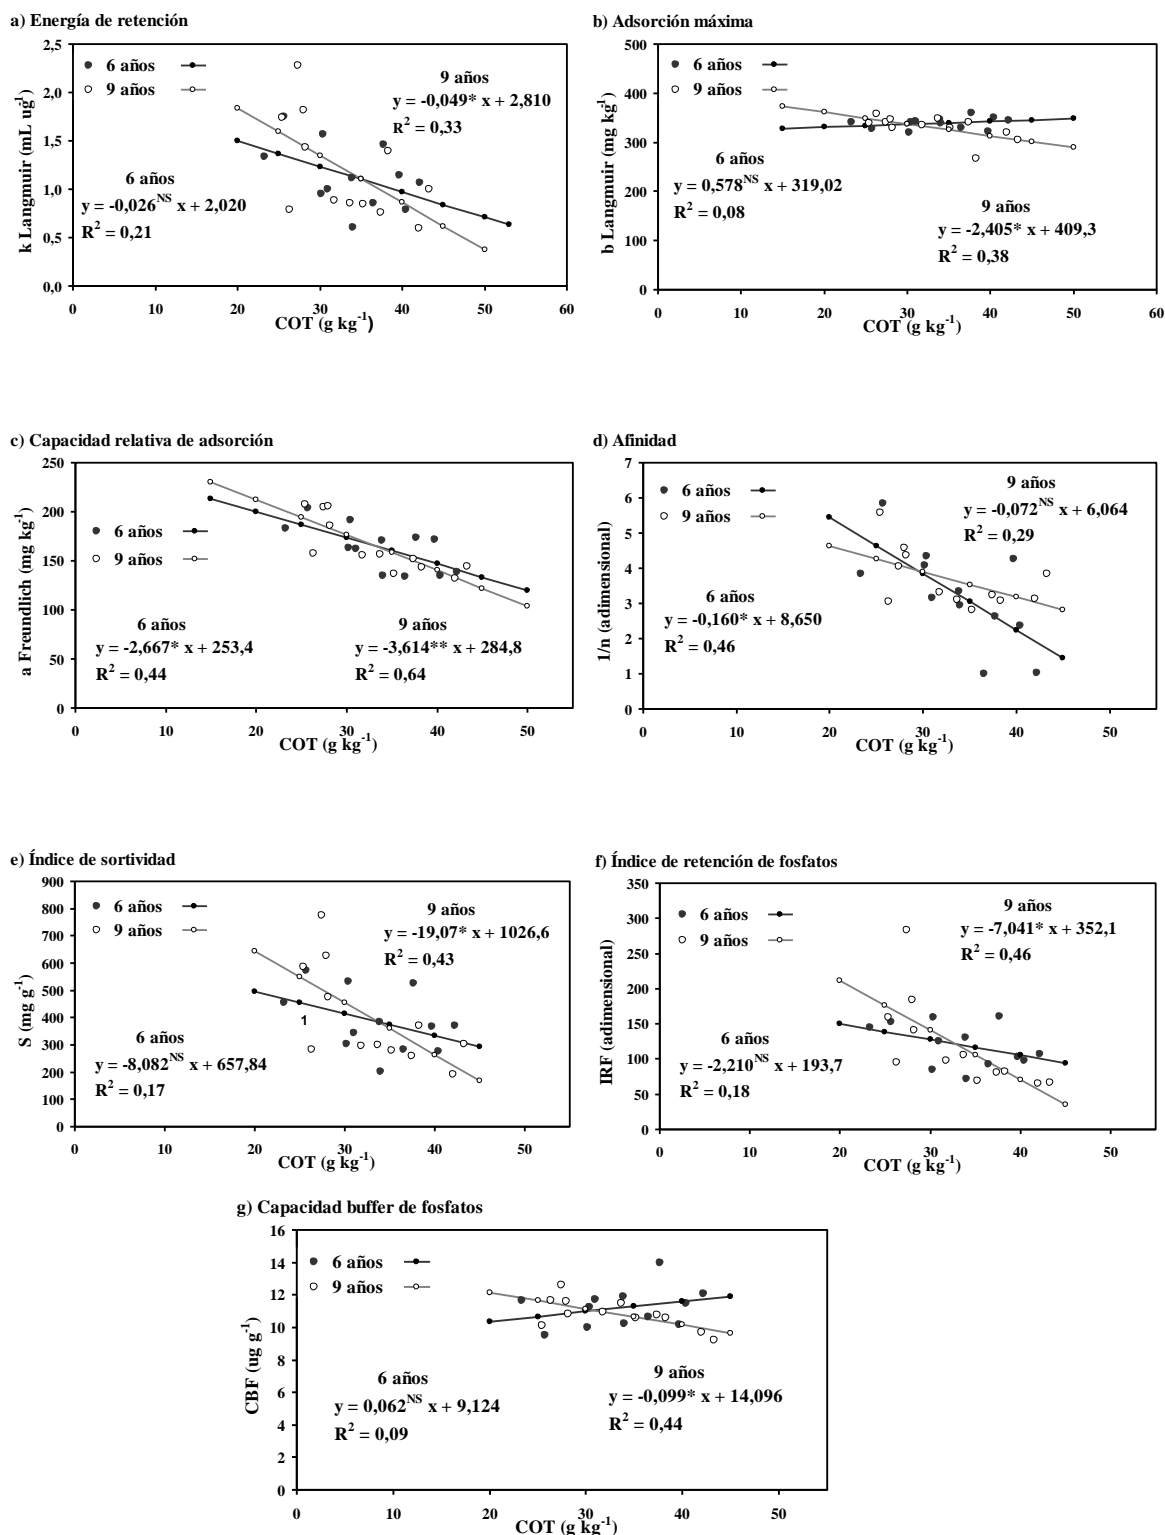 a) Energía de retención
2,5
2,0
1,5
1,0
0,5
0,0
k Langmuir (mL ug⁻¹)
6 años
9 años
9 años
y = -0,049* x + 2,810
R² = 0,33
6 años
y = -0,026ᴺˢ x + 2,020
R² = 0,21
0 10 20 30 40 50 60
COT (g kg⁻¹)
b) Adsorción máxima
500
400
300
200
100
0
b Langmuir (mg kg⁻¹)
6 años
9 años
6 años
y = 0,578ᴺˢ x + 319,02
R² = 0,08
9 años
y = -2,405* x + 409,3
R² = 0,38
0 10 20 30 40 50 60
COT (g kg⁻¹)
c) Capacidad relativa de adsorción
250
200
150
100
50
0
a Freundlich (mg kg⁻¹)
6 años
9 años
6 años
y = -2,667* x + 253,4
R² = 0,44
9 años
y = -3,614** x + 284,8
R² = 0,64
0 10 20 30 40 50
COT (g kg⁻¹)
d) Afinidad
7
6
5
4
3
2
1
0
1/n (adimensional)
6 años
9 años
9 años
y = -0,072ᴺˢ x + 6,064
R² = 0,29
6 años
y = -0,160* x + 8,650
R² = 0,46
0 10 20 30 40 50
COT (g kg⁻¹)
e) Índice de sortividad
900
800
700
600
500
400
300
200
100
0
S (mg g⁻¹)
6 años
9 años
9 años
y = -19,07* x + 1026,6
R² = 0,43
1
6 años
y = -8,082ᴺˢ x + 657,84
R² = 0,17
0 10 20 30 40 50
COT (g kg⁻¹)
f) Índice de retención de fosfatos
350
300
250
200
150
100
50
0
IRF (adimensional)
6 años
9 años
9 años
y = -7,041* x + 352,1
R² = 0,46
6 años
y = -2,210ᴺˢ x + 193,7
R² = 0,18
0 10 20 30 40 50
COT (g kg⁻¹)
g) Capacidad buffer de fosfatos
16
14
12
10
8
6
4
2
0
CBF (ug g⁻¹)
6 años
9 años
6 años
y = 0,062ᴺˢ x + 9,124
R² = 0,09
9 años
y = -0,099* x + 14,096
R² = 0,44
0 10 20 30 40 50
COT (g kg⁻¹)